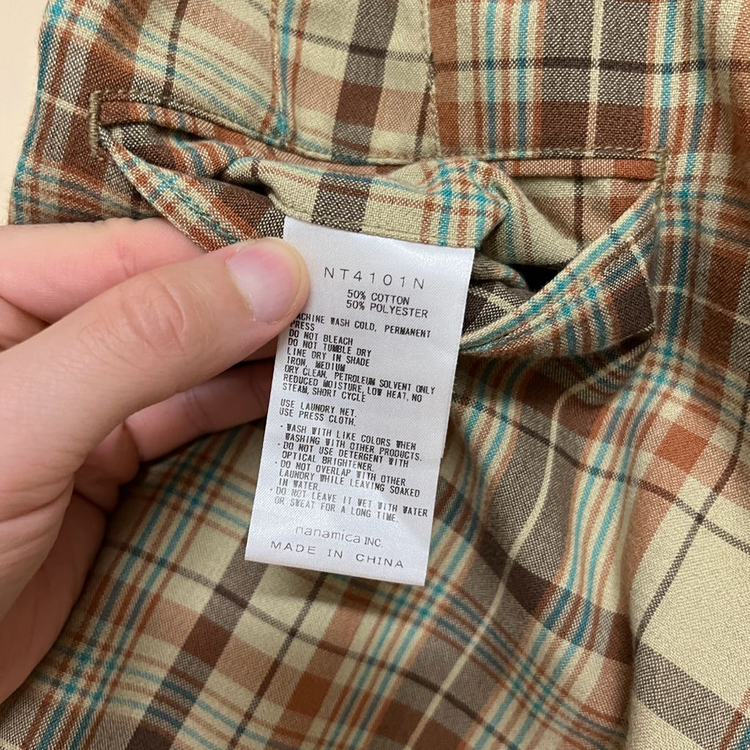 NT4101N
50% COTTON
50% POLYESTER
MACHINE WASH COLD, PERMANENT
PRESS
DO NOT BLEACH
DO NOT TUMBLE DRY
LINE DRY IN SHADE
IRON, MEDIUM
DRY CLEAN, PETROLEUM SOLVENT ONLY
REDUCED MOISTURE, LOW HEAT, NO
STEAM, SHORT CYCLE
USE LAUNDRY NET.
USE PRESS CLOTH.
・WASH WITH LIKE COLORS WHEN
WASHING WITH OTHER PRODUCTS.
・DO NOT USE DETERGENT WITH
OPTICAL BRIGHTENER.
・DO NOT OVERLAP WITH OTHER
LAUNDRY WHILE LEAVING SOAKED
IN WATER.
・DO NOT LEAVE IT WET WITH WATER
OR SWEAT FOR A LONG TIME.
nanamica INC.
MADE IN CHINA